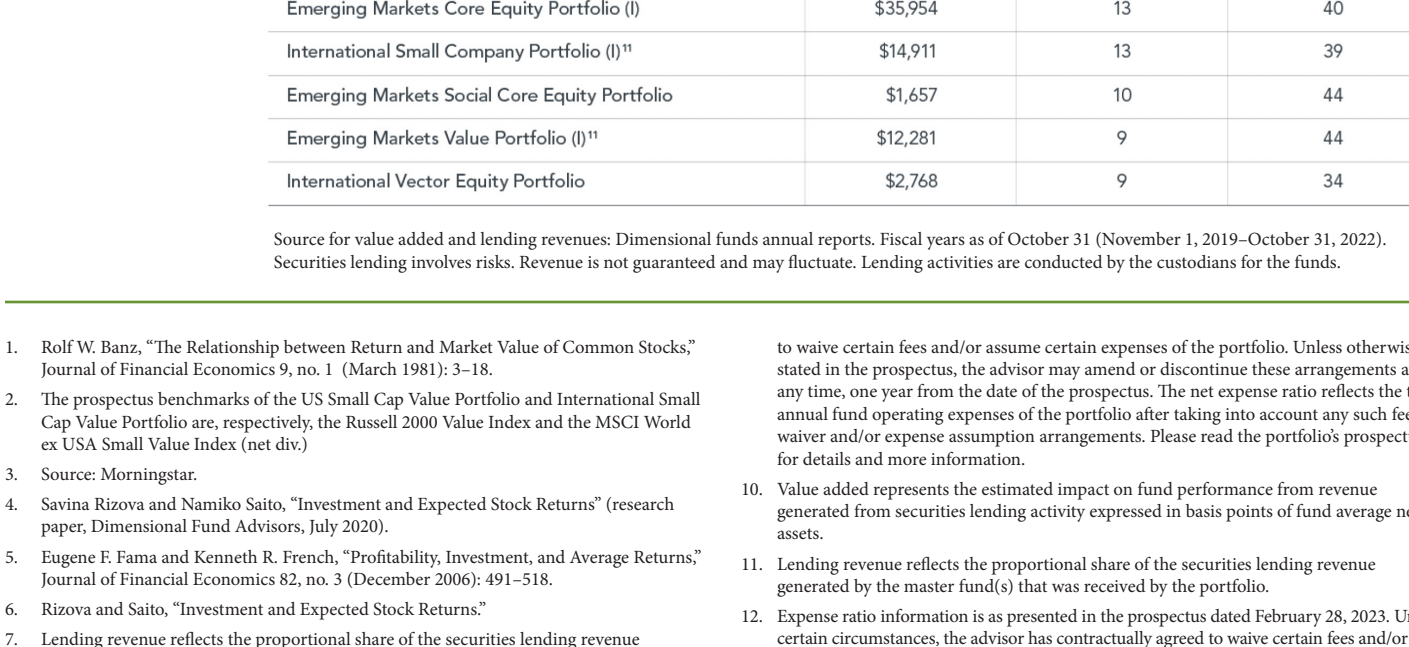 Emerging Markets Core Equity Portfolio (I) $35,954 13 40
International Small Company Portfolio (I)¹¹ $14,911 13 39
Emerging Markets Social Core Equity Portfolio $1,657 10 44
Emerging Markets Value Portfolio (I)¹¹ $12,281 9 44
International Vector Equity Portfolio $2,768 9 34
Source for value added and lending revenues: Dimensional funds annual reports. Fiscal years as of October 31 (November 1, 2019–October 31, 2022).
Securities lending involves risks. Revenue is not guaranteed and may fluctuate. Lending activities are conducted by the custodians for the funds.
1. Rolf W. Banz, “The Relationship between Return and Market Value of Common Stocks,”
Journal of Financial Economics 9, no. 1 (March 1981): 3–18.
2. The prospectus benchmarks of the US Small Cap Value Portfolio and International Small
Cap Value Portfolio are, respectively, the Russell 2000 Value Index and the MSCI World
ex USA Small Value Index (net div.)
3. Source: Morningstar.
4. Savina Rizova and Namiko Saito, “Investment and Expected Stock Returns” (research
paper, Dimensional Fund Advisors, July 2020).
5. Eugene F. Fama and Kenneth R. French, “Profitability, Investment, and Average Returns,”
Journal of Financial Economics 82, no. 3 (December 2006): 491–518.
6. Rizova and Saito, “Investment and Expected Stock Returns.”
7. Lending revenue reflects the proportional share of the securities lending revenue
to waive certain fees and/or assume certain expenses of the portfolio. Unless
stated in the prospectus, the advisor may amend or discontinue these arrangements
any time, one year from the date of the prospectus. The net expense ratio reflects the
annual fund operating expenses of the portfolio after taking into account any such
waiver and/or expense assumption arrangements. Please read the portfolio’s
for details and more information.
10. Value added represents the estimated impact on fund performance from revenue
generated from securities lending activity expressed in basis points of fund average
assets.
11. Lending revenue reflects the proportional share of the securities lending revenue
generated by the master fund(s) that was received by the portfolio.
12. Expense ratio information is as presented in the prospectus dated February 28, 2023.
certain circumstances, the advisor has contractually agreed to waive certain fees and/or